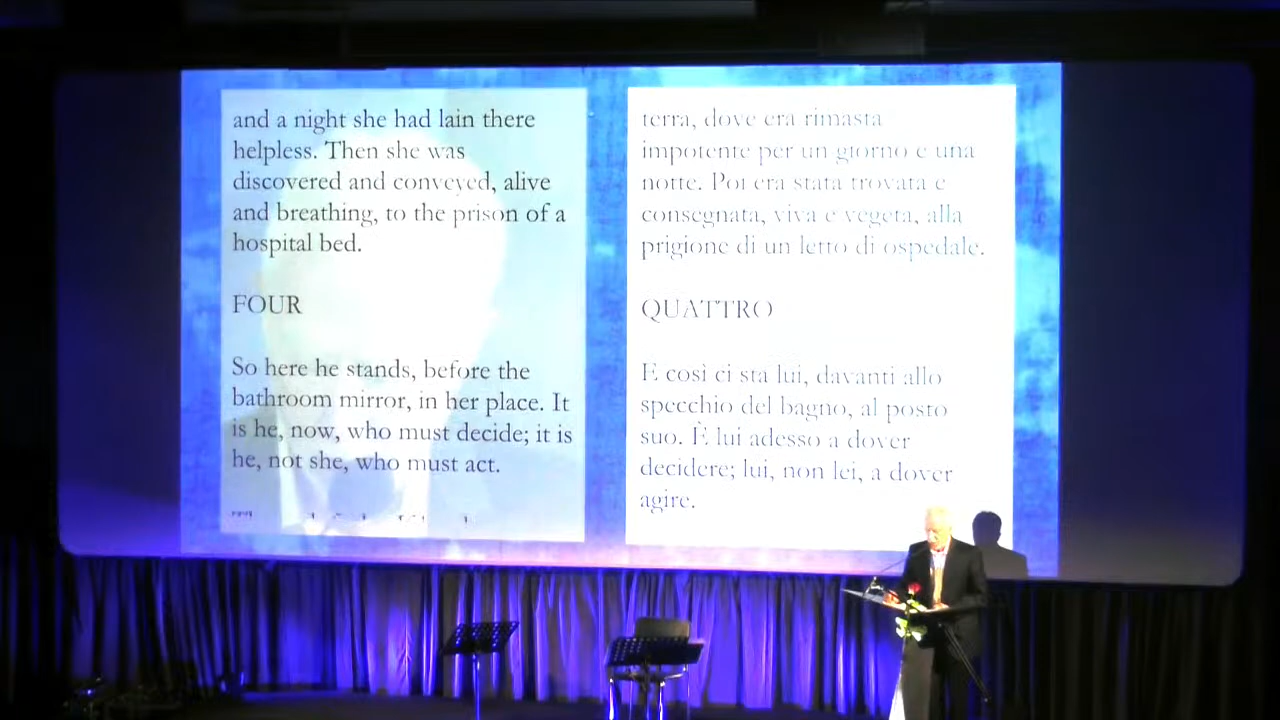 and a night she had lain there
helpless. Then she was
discovered and conveyed, alive
and breathing, to the prison of a
hospital bed.
FOUR
So here he stands, before the
bathroom mirror, in her place. It
is he, now, who must decide; it is
he, not she, who must act.
terra, dove era rimasta
impotente per un giorno e una
notte. Poi era stata trovata e
consegnata, viva e vegeta, alla
prigione di un letto di ospedale.
QUATTRO
E così ci sta lui, davanti allo
specchio del bagno, al posto
suo. È lui adesso a dover
decidere; lui, non lei, a dover
agire.